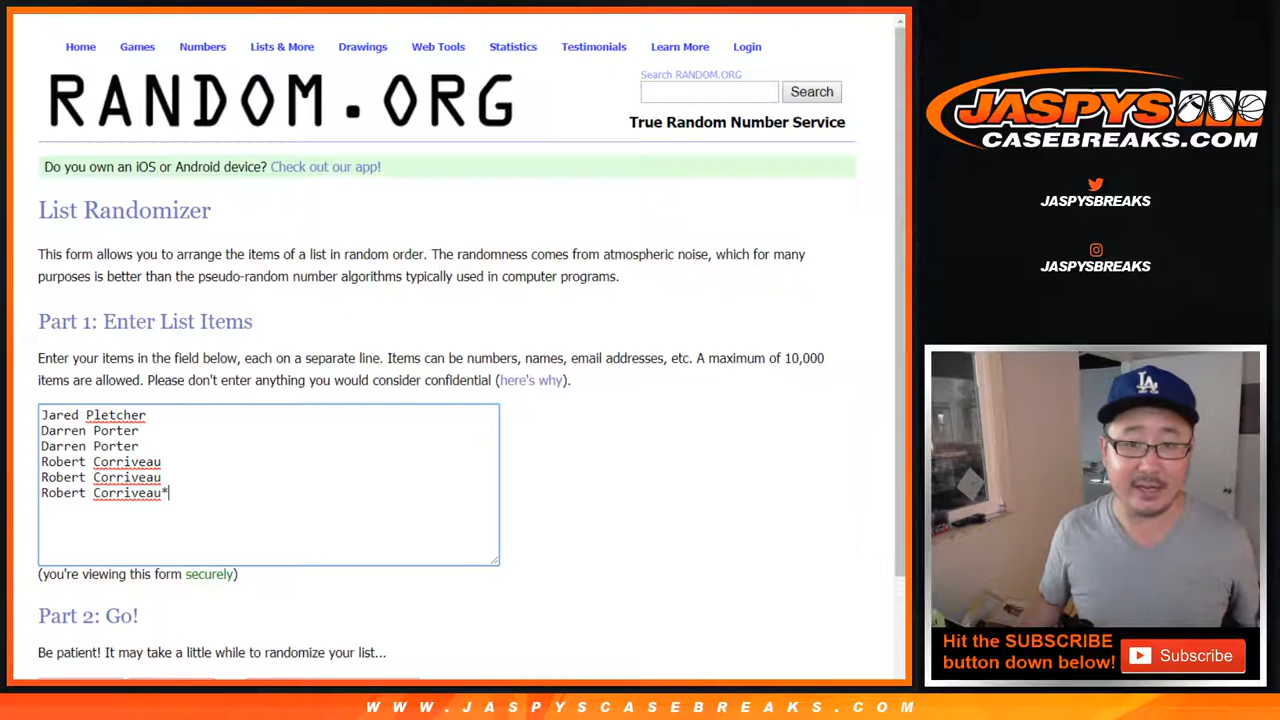 Home Games Numbers Lists & More Drawings Web Tools Statistics Testimonials Learn More Login
RANDOM.ORG
Search RANDOM.ORG
Search
True Random Number Service
Do you own an iOS or Android device? Check out our app!
List Randomizer
This form allows you to arrange the items of a list in random order. The randomness comes from atmospheric noise, which for many
purposes is better than the pseudo-random number algorithms typically used in computer programs.
Part 1: Enter List Items
Enter your items in the field below, each on a separate line. Items can be numbers, names, email addresses, etc. A maximum of 10,000
items are allowed. Please don't enter anything you would consider confidential (here's why).
Jared Pletcher
Darren Porter
Darren Porter
Robert Corriveau
Robert Corriveau
Robert Corriveau*
(you're viewing this form securely)
Part 2: Go!
Be patient! It may take a little while to randomize your list...
JASPYS
CASEBREAKS.COM
JASPYSBREAKS
JASPYSBREAKS
LA
Hit the SUBSCRIBE
button down below!
Subscribe
WWW.JASPYSCASEBREAKS.COM